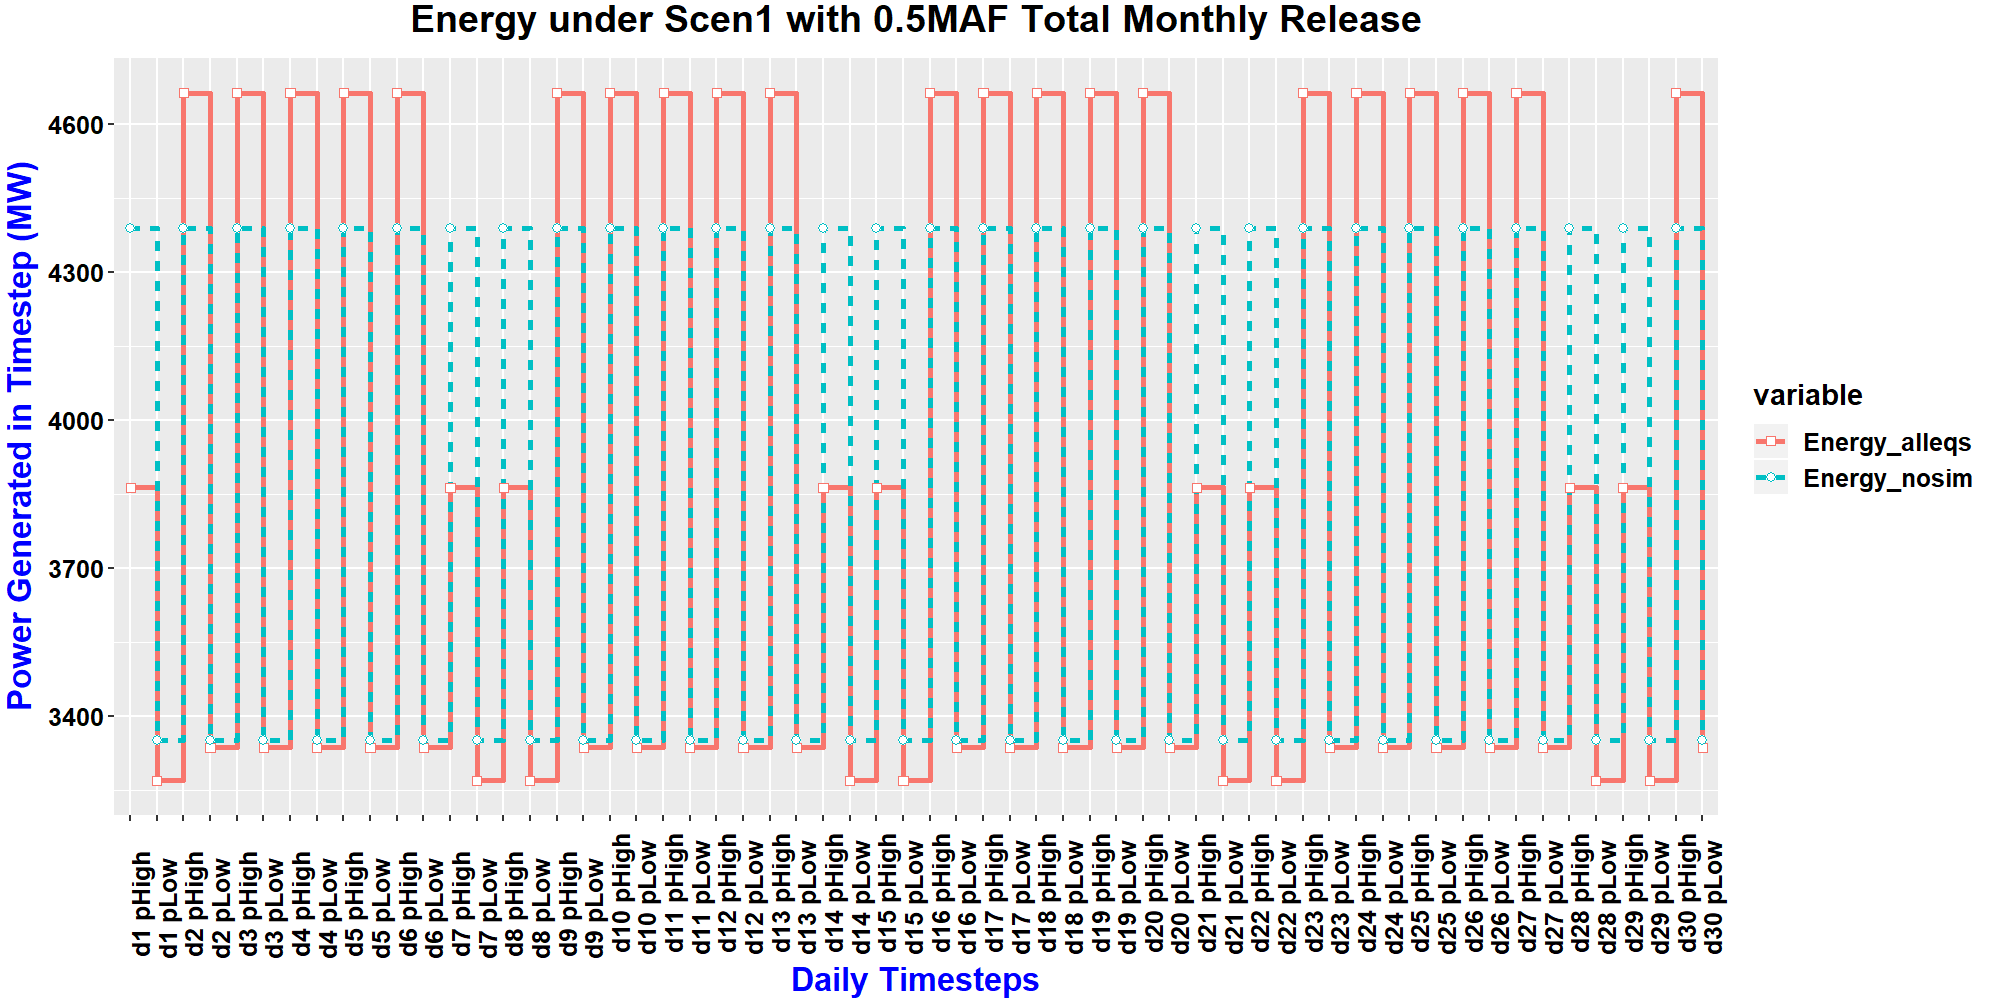 Energy under Scen1 with 0.5MAF Total Monthly Release
Power Generated in Timestep (MW)
4600
4300
4000
3700
3400
d1 pHigh
d1 pLow
d2 pHigh
d2 pLow
d3 pHigh
d3 pLow
d4 pHigh
d4 pLow
d5 pHigh
d5 pLow
d6 pHigh
d6 pLow
d7 pHigh
d7 pLow
d8 pHigh
d8 pLow
d9 pHigh
d9 pLow
d10 pHigh
d10 pLow
d11 pHigh
d11 pLow
d12 pHigh
d12 pLow
d13 pHigh
d13 pLow
d14 pHigh
d14 pLow
d15 pHigh
d15 pLow
d16 pHigh
d16 pLow
d17 pHigh
d17 pLow
d18 pHigh
d18 pLow
d19 pHigh
d19 pLow
d20 pHigh
d20 pLow
d21 pHigh
d21 pLow
d22 pHigh
d22 pLow
d23 pHigh
d23 pLow
d24 pHigh
d24 pLow
d25 pHigh
d25 pLow
d26 pHigh
d26 pLow
d27 pHigh
d27 pLow
d28 pHigh
d28 pLow
d29 pHigh
d29 pLow
d30 pHigh
d30 pLow
Daily Timesteps
variable
Energy_alleqs
Energy_nosim